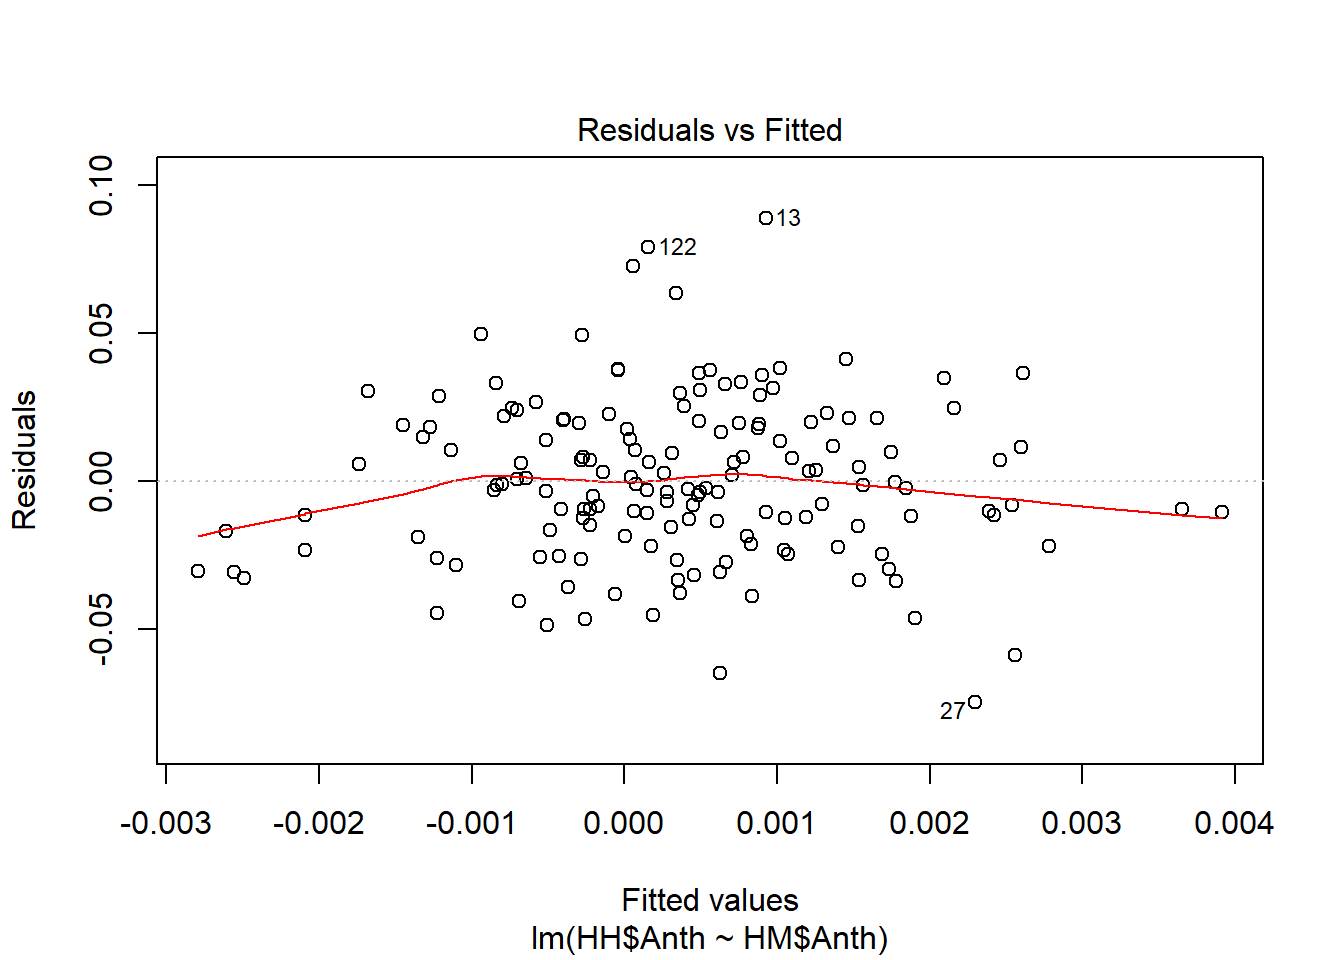 Residuals vs Fitted
Residuals
0.10
0.05
0.00
-0.05
13
122
27
-0.003 -0.002 -0.001 0.000 0.001 0.002 0.003 0.004
Fitted values
lm(HH$Anth ~ HM$Anth)